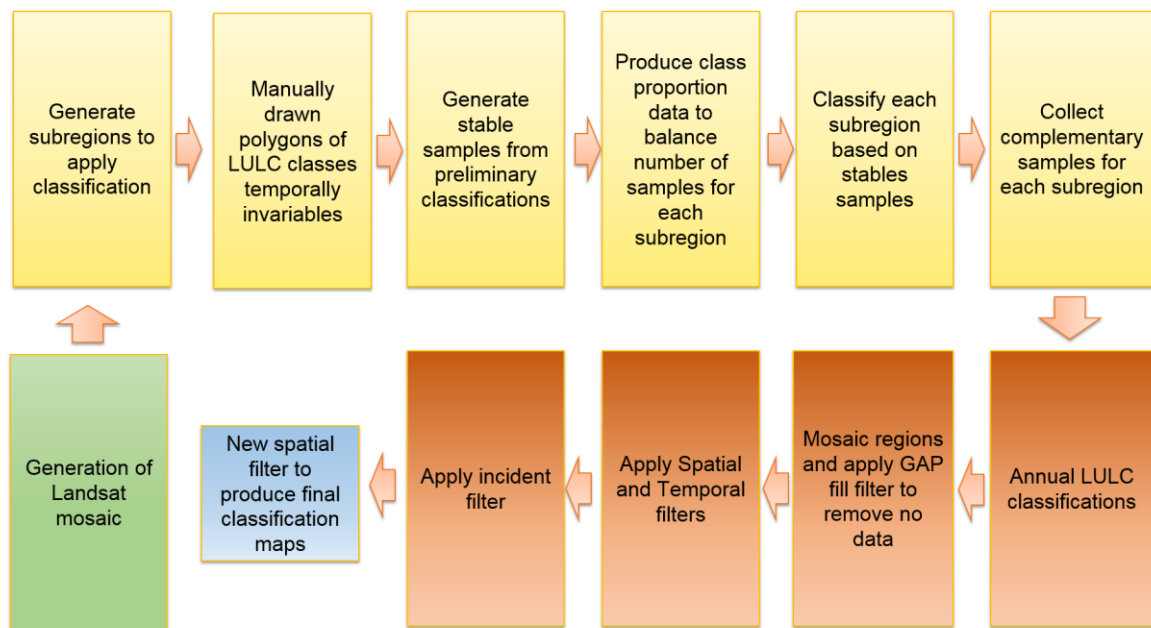 Generate
subregions to
apply
classification
Manually
drawn
polygons of
LULC classes
temporally
invariables
Generate
stable
samples from
preliminary
classifications
Produce class
proportion
data to
balance
number of
samples for
each
subregion
Classify each
subregion
based on
stables
samples
Collect
complementary
samples for
each subregion
Generation of
Landsat
mosaic
New spatial
filter to
produce final
classification
maps
Apply incident
filter
Apply Spatial
and Temporal
filters
Mosaic regions
and apply GAP
fill filter to
remove no
data
Annual LULC
classifications